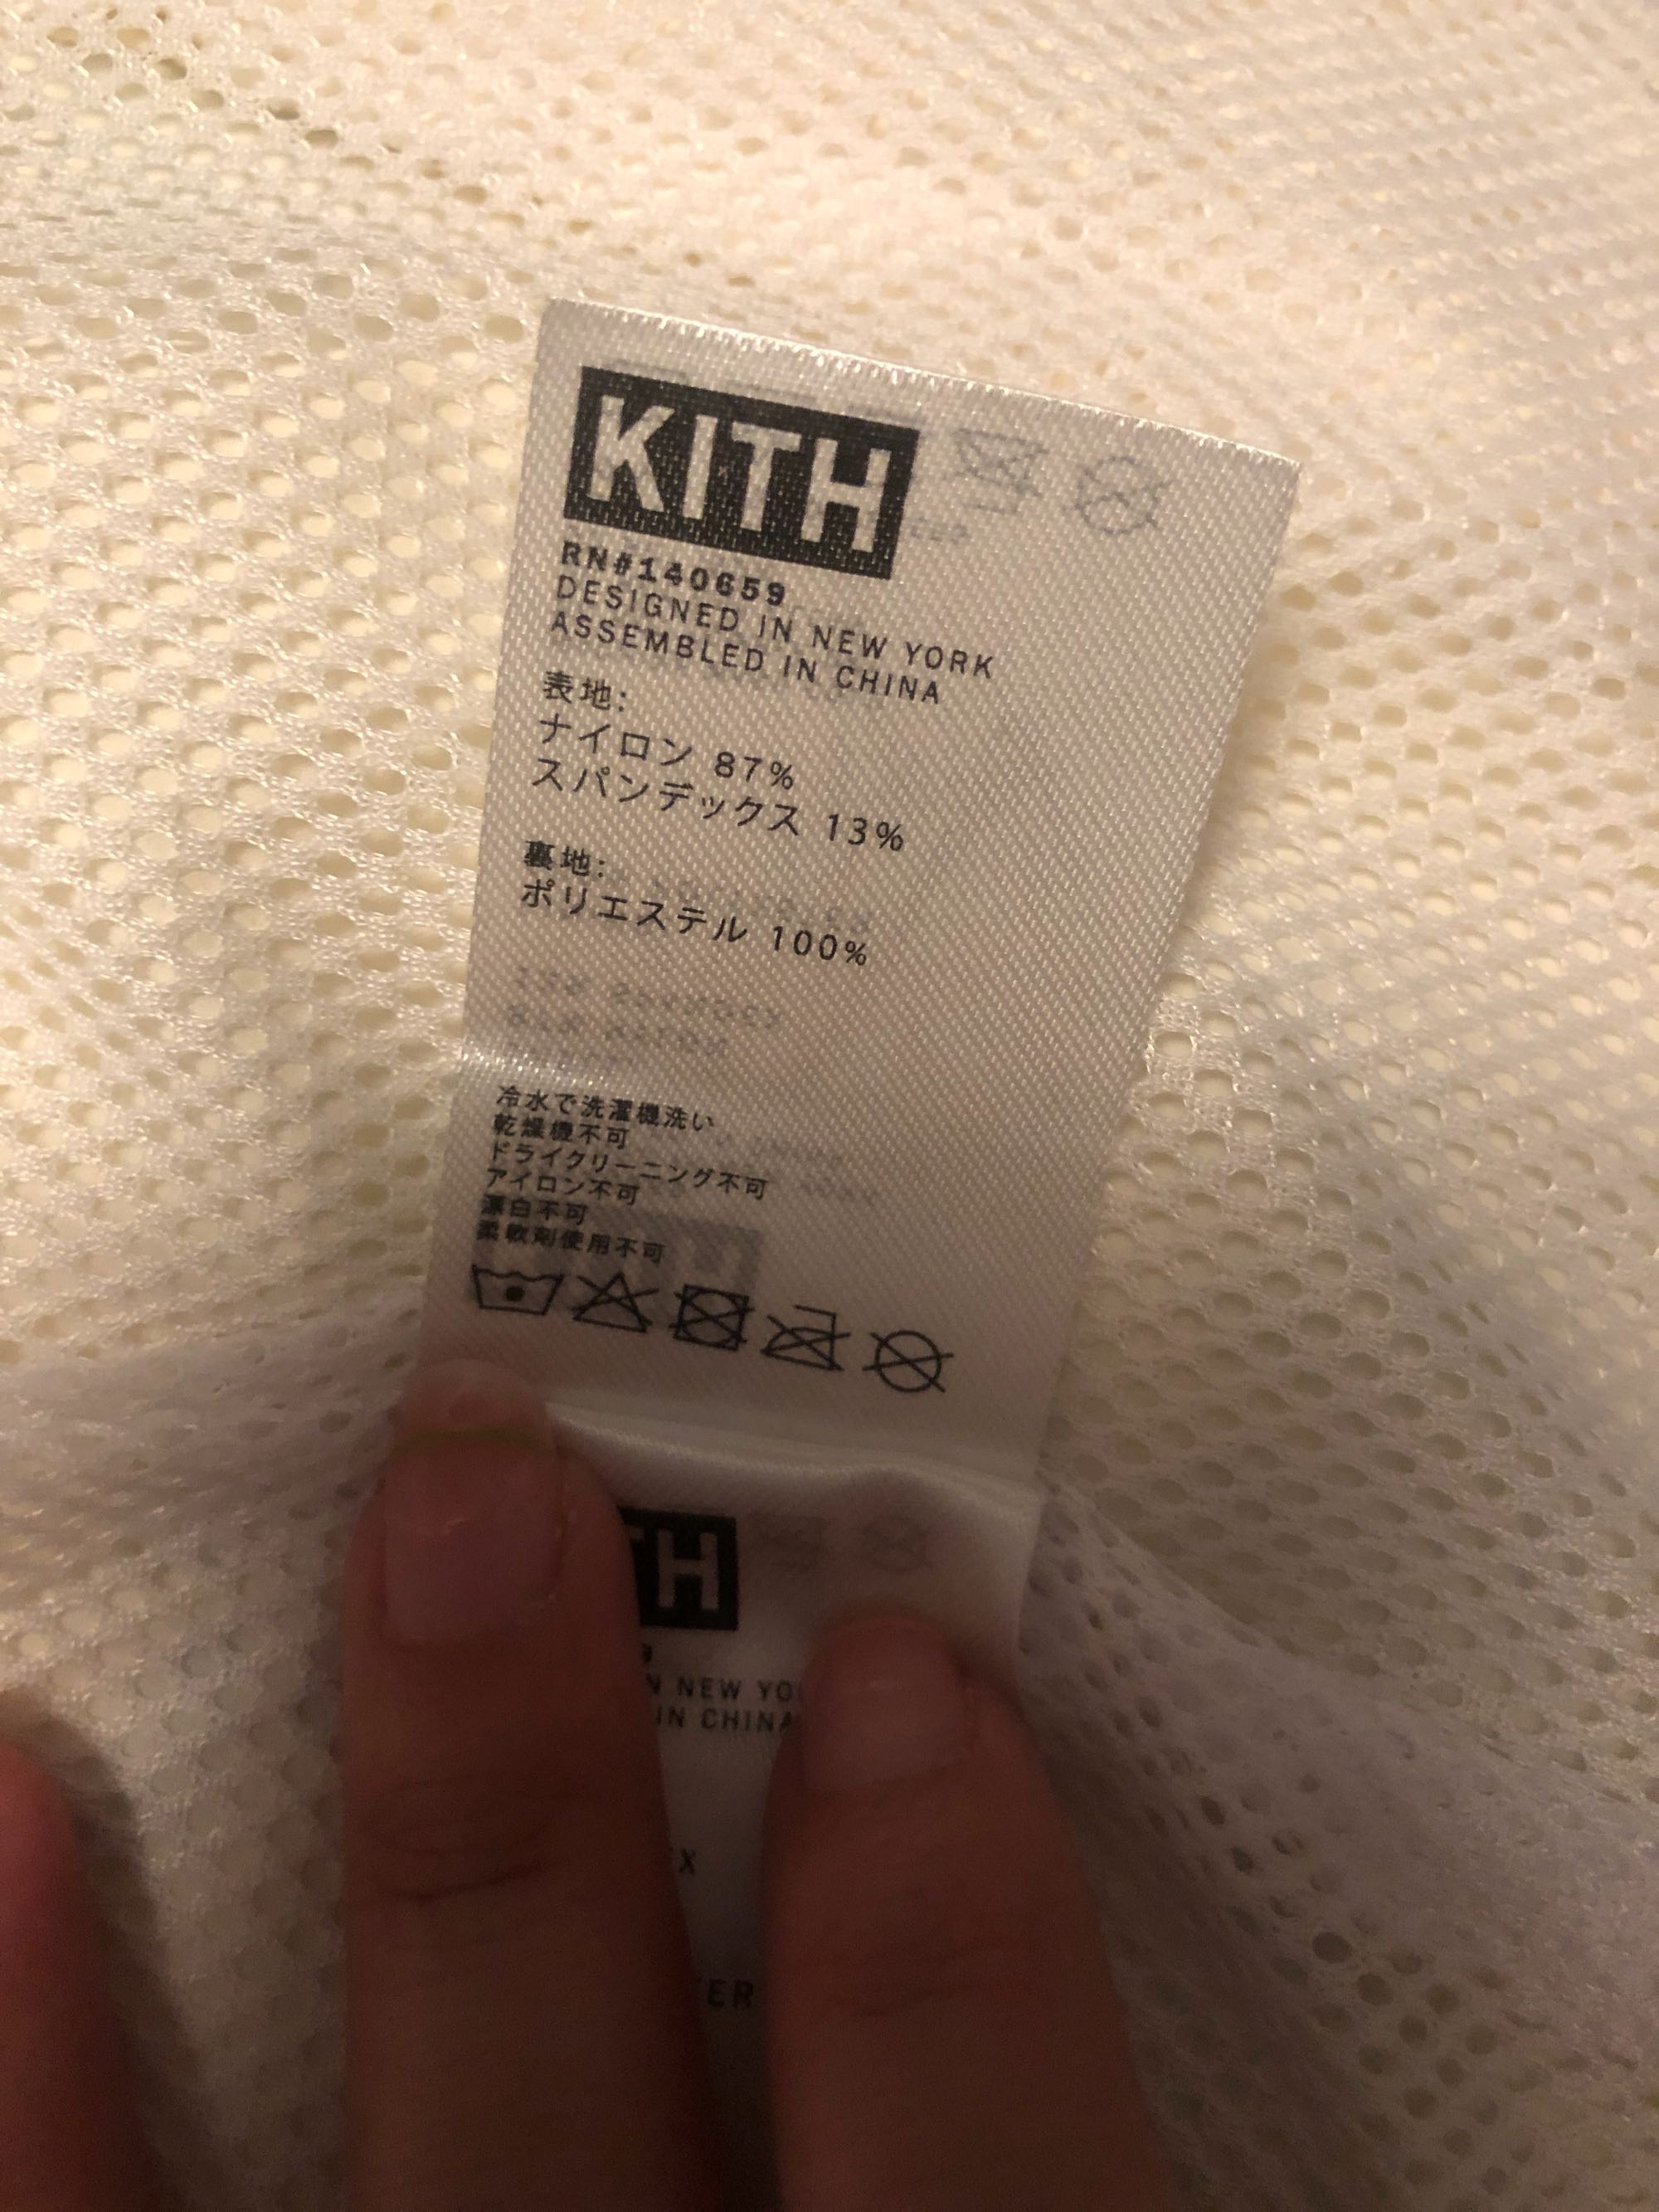 KITH
RN#140659
DESIGNED IN NEW YORK
ASSEMBLED IN CHINA
表地:
ナイロン 87%
スパンデックス 13%
裏地:
ポリエステル 100%
冷水で洗濯機洗い
乾燥機不可
ドライクリーニング不可
アイロン不可
漂白不可
柔軟剤使用不可
TH
NEW
IN CHINA